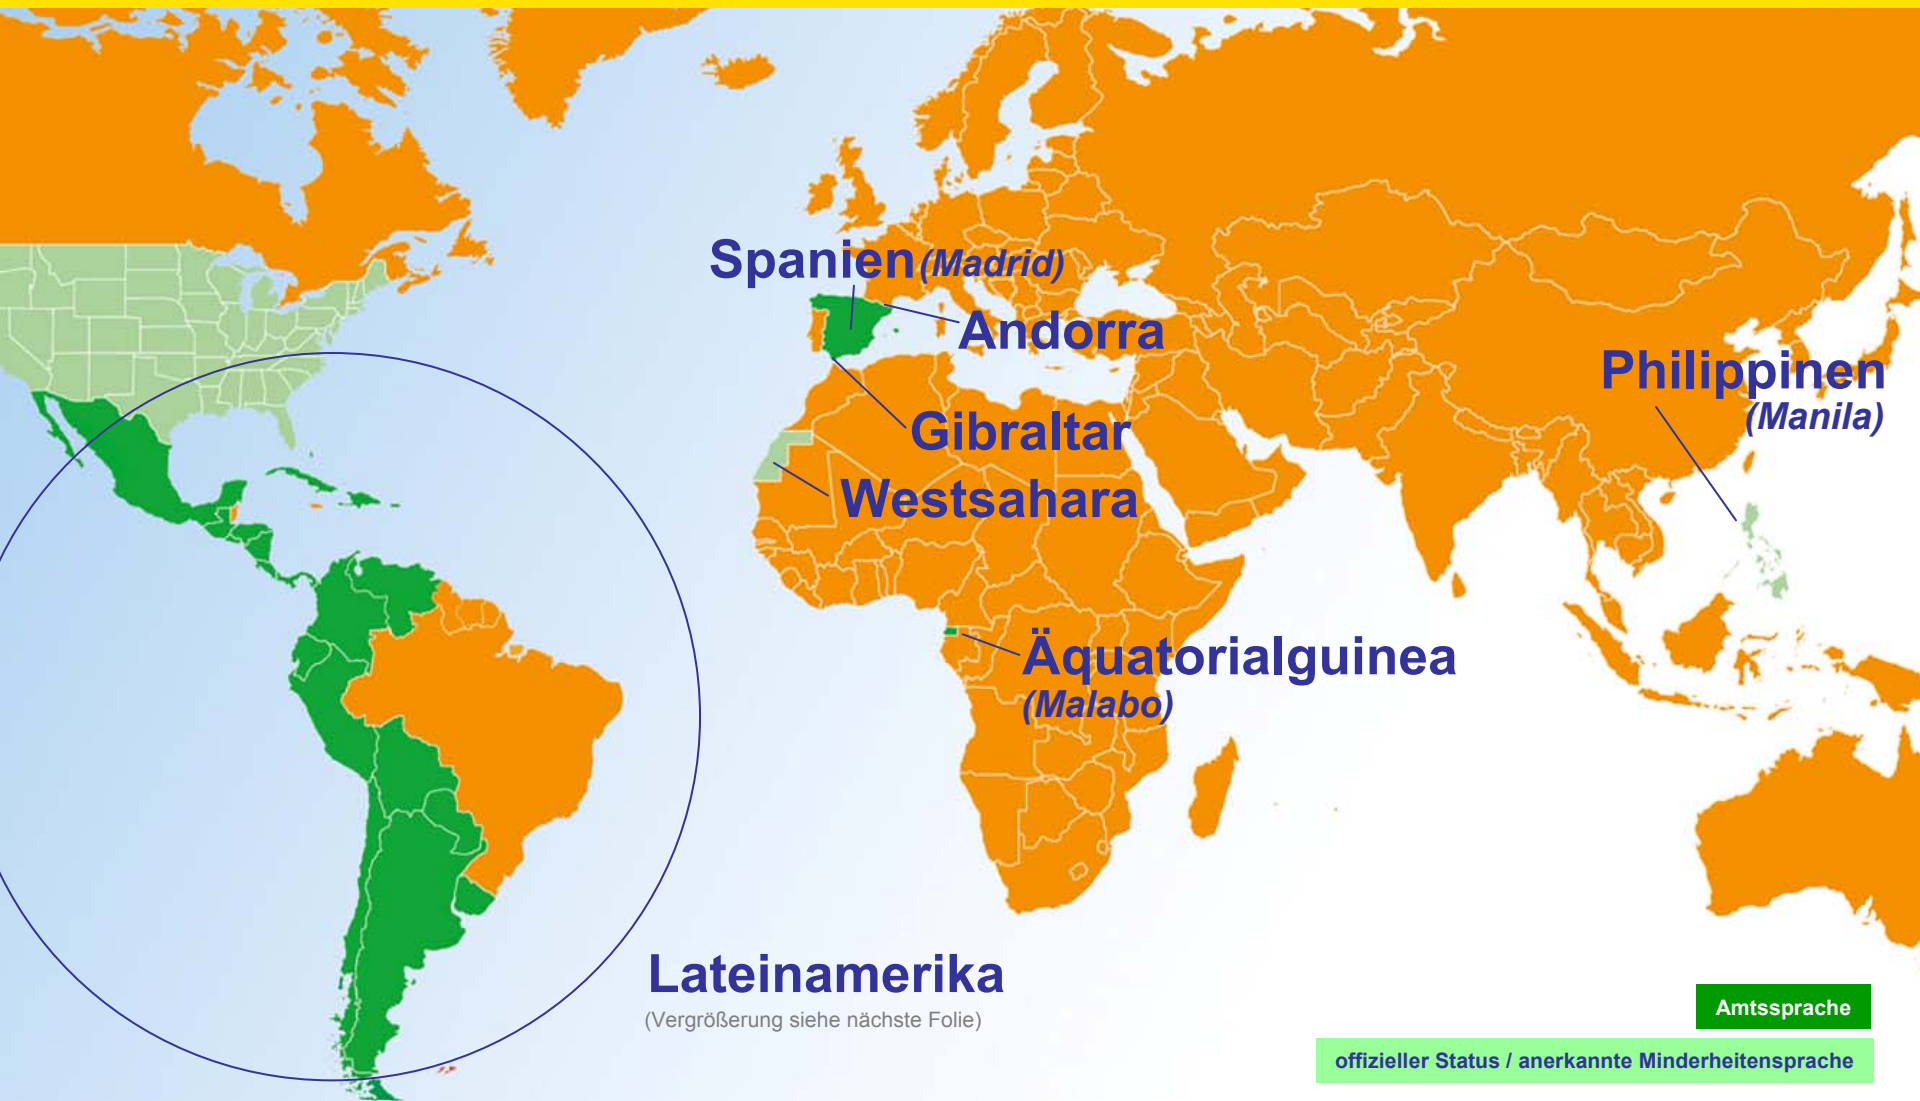 Spanien (Madrid)
Andorra
Philippinen
(Manila)
Gibraltar
Westsahara
Äquatorialguinea
(Malabo)
Lateinamerika
(Vergrößerung siehe nächste Folie)
Amtssprache
offizieller Status / anerkannte Minderheitensprache